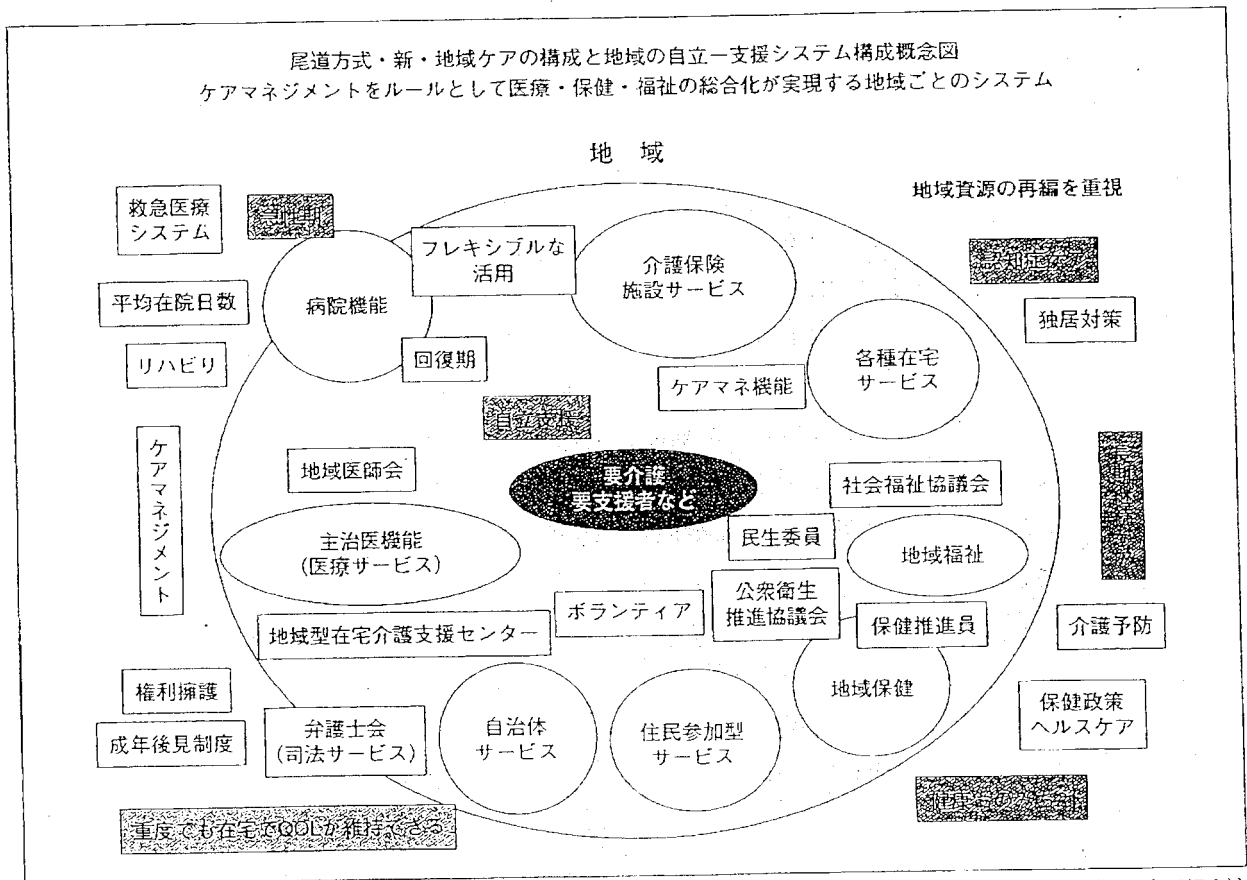 尾道方式・新・地域ケアの構成と地域の自立ー支援システム構成概念図
ケアマネジメントをルールとして医療・保健・福祉の総合化が実現する地域ごとのシステム
地 域
地域資源の再編を重視
救急医療
システム
急性期
フレキシブルな
活用
介護保険
施設サービス
認知症ケア
平均在院日数
病院機能
独居対策
リハビリ
回復期
ケアマネ機能
各種在宅
サービス
自立支援
ケアマネジメント
地域医師会
要介護
要支援者など
社会福祉協議会
主治医機能
(医療サービス)
民生委員
地域福祉
ボランティア
公衆衛生
推進協議会
保健推進員
介護予防
地域型在宅介護支援センター
権利擁護
地域保健
保健政策
ヘルスケア
成年後見制度
弁護士会
(司法サービス)
自治体
サービス
住民参加型
サービス
重度でも在宅でQOLが維持できる